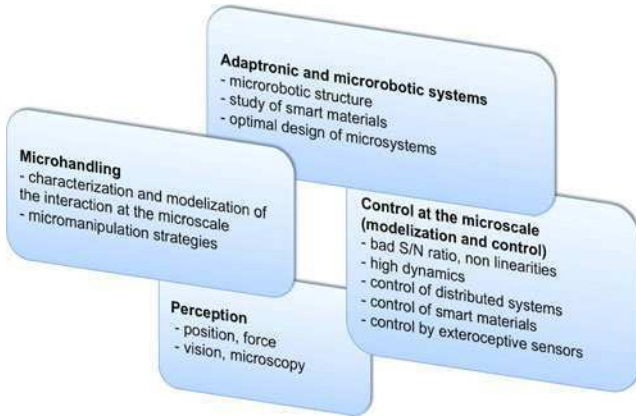 Adaptronic and microrobotic systems
- microrobotic structure
- study of smart materials
- optimal design of microsystems
Microhandling
- characterization and modelization of
the interaction at the microscale
- micromanipulation strategies
Control at the microscale
(modelization and control)
- bad S/N ratio, non linearities
- high dynamics
- control of distributed systems
- control of smart materials
- control by exteroceptive sensors
Perception
- position, force
- vision, microscopy